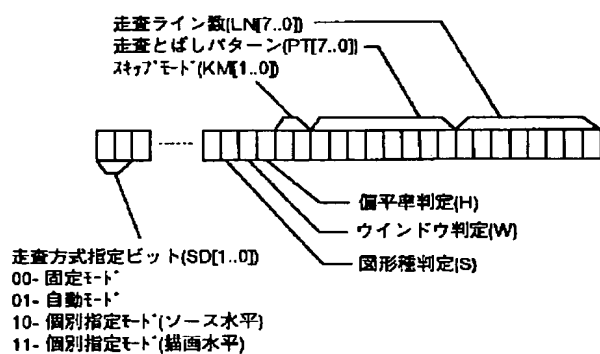 走査ライン数(LN[7..0])
走査とばしパターン(PT[7..0])
ｽｷｯﾌﾟﾓｰﾄﾞ(KM[1..0])
偏平率判定(H)
ウインドウ判定(W)
図形種判定(S)
走査方式指定ビット(SD[1..0])
00- 固定ﾓｰﾄﾞ
01- 自動ﾓｰﾄﾞ
10- 個別指定ﾓｰﾄﾞ(ソース水平)
11- 個別指定ﾓｰﾄﾞ(描画水平)